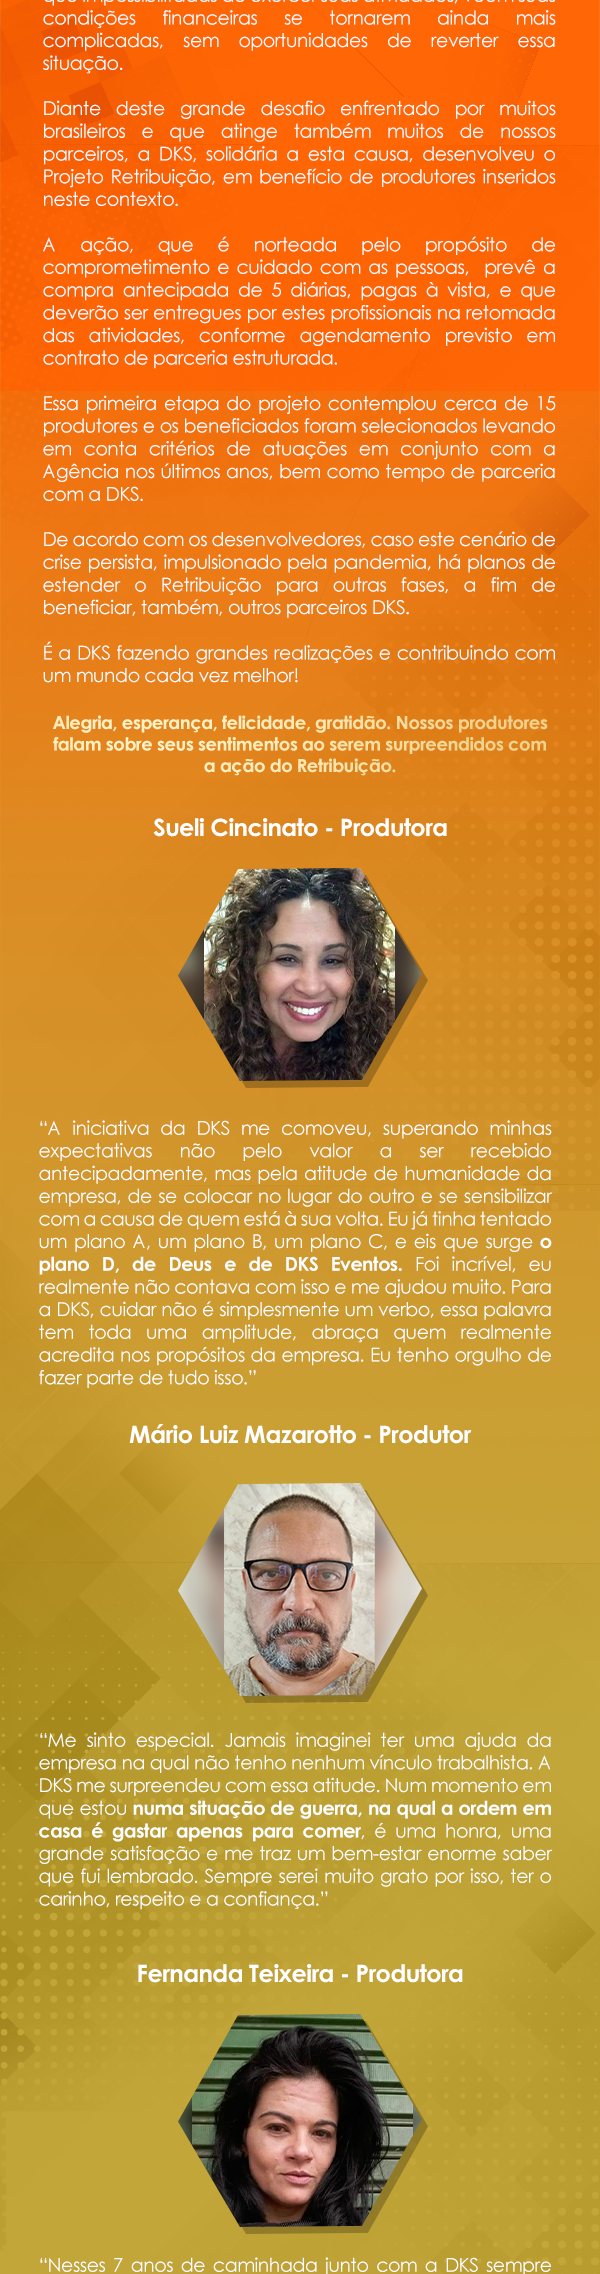 condições financeiras se tornarem ainda mais
complicadas, sem oportunidades de reverter essa
situação.
Diante deste grande desafio enfrentado por muitos
brasileiros e que atinge também muitos de nossos
parceiros, a DKS, solidária a esta causa, desenvolveu o
Projeto Retribuição, em benefício de produtores inseridos
neste contexto.
A ação, que é norteada pelo propósito de
comprometimento e cuidado com as pessoas, prevê a
compra antecipada de 5 diárias, pagas à vista, e que
deverão ser entregues por estes profissionais na retomada
das atividades, conforme agendamento previsto em
contrato de parceria estruturada.
Essa primeira etapa do projeto contemplou cerca de 15
produtores e os beneficiados foram selecionados levando
em conta critérios de atuações em conjunto com a
Agência nos últimos anos, bem como tempo de parceria
com a DKS.
De acordo com os desenvolvedores, caso este cenário de
crise persista, impulsionado pela pandemia, há planos de
estender o Retribuição para outras fases, a fim de
beneficiar, também, outros parceiros DKS.
É a DKS fazendo grandes realizações e contribuindo com
um mundo cada vez melhor!
Alegria, esperança, felicidade, gratidão. Nossos produtores
falam sobre seus sentimentos ao serem surpreendidos com
a ação do Retribuição.
Sueli Cincinato - Produtora
“A iniciativa da DKS me comoveu, superando minhas
expectativas não pelo valor a ser recebido
antecipadamente, mas pela atitude de humanidade da
empresa, de se colocar no lugar do outro e se sensibilizar
com a causa de quem está à sua volta. Eu já tinha tentado
um plano A, um plano B, um plano C, e eis que surge o
plano D, de Deus e de DKS Eventos. Foi incrível, eu
realmente não contava com isso e me ajudou muito. Para
a DKS, cuidar não é simplesmente um verbo, essa palavra
tem toda uma amplitude, abraça quem realmente
acredita nos propósitos da empresa. Eu tenho orgulho de
fazer parte de tudo isso.”
Mário Luiz Mazarotto - Produtor
“Me sinto especial. Jamais imaginei ter uma ajuda da
empresa na qual não tenho nenhum vínculo trabalhista. A
DKS me surpreendeu com essa atitude. Num momento em
que estou numa situação de guerra, na qual a ordem em
casa é gastar apenas para comer, é uma honra, uma
grande satisfação e me traz um bem-estar enorme saber
que fui lembrado. Sempre serei muito grato por isso, ter o
carinho, respeito e a confiança.”
Fernanda Teixeira - Produtora
“Nesses 7 anos de caminhada junto com a DKS sempre